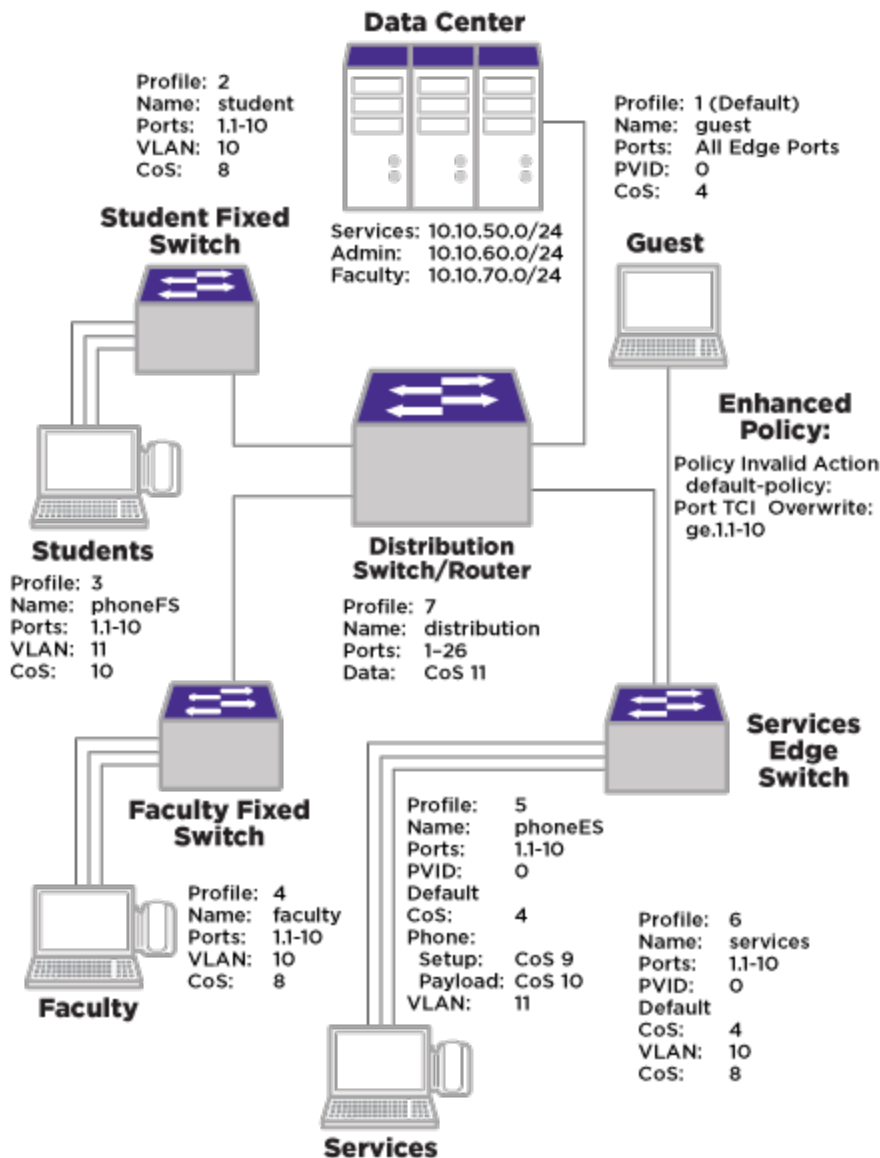 Data Center
Profile: 2
Name: student
Ports: 1.1-10
VLAN: 10
CoS: 8
Profile: 1 (Default)
Name: guest
Ports: All Edge Ports
PVID: 0
CoS: 4
Student Fixed
Switch
Services: 10.10.50.0/24
Admin: 10.10.60.0/24
Faculty: 10.10.70.0/24
Guest
Enhanced
Policy:
Policy Invalid Action
default-policy:
Port TCI Overwrite:
ge.1.1-10
Students
Profile: 3
Name: phoneFS
Ports: 1.1-10
VLAN: 11
CoS: 10
Distribution
Switch/Router
Profile: 7
Name: distribution
Ports: 1-26
Data: CoS 11
Faculty Fixed
Switch
Services
Edge
Switch
Profile: 5
Name: phoneES
Ports: 1.1-10
PVID: 0
Default
CoS: 4
Phone:
Setup: CoS 9
Payload: CoS 10
VLAN: 11
Profile: 4
Name: faculty
Ports: 1.1-10
VLAN: 10
CoS: 8
Faculty
Profile: 6
Name: services
Ports: 1.1-10
PVID: 0
Default
CoS: 4
VLAN: 10
CoS: 8
Services